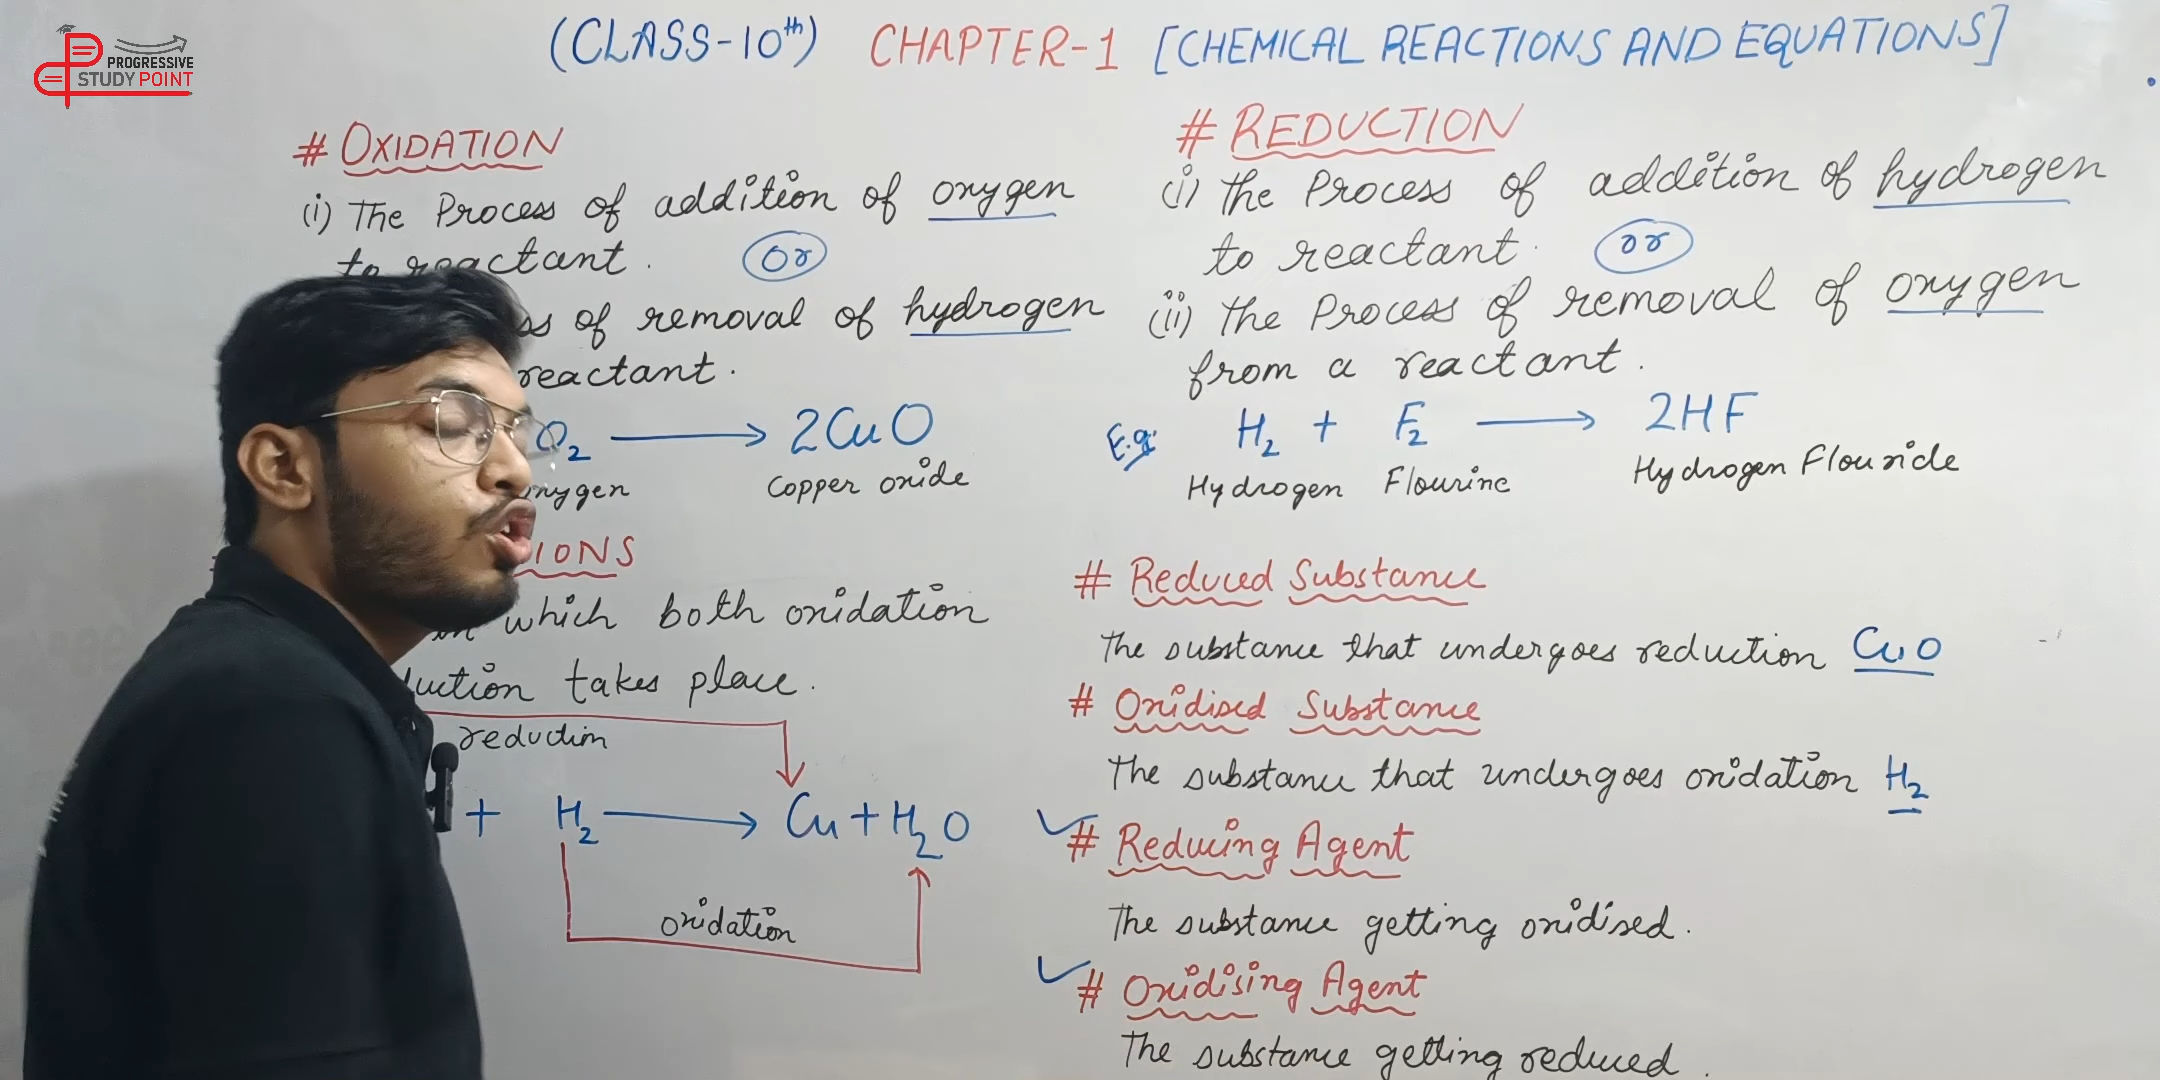 PROGRESSIVE
STUDY POINT
(CLASS-10th) CHAPTER-1 [CHEMICAL REACTIONS AND EQUATIONS]
# OXIDATION
(i) The Process of addition of oxygen
to reactant. or
of removal of hydrogen
reactant.
O2 → 2CuO
Copper oxide
which both oxidation
takes place.
reduction
+ H2 → Cu + H2O
oxidation
# REDUCTION
(i) the Process of addition of hydrogen
to reactant. or
(ii) the Process of removal of oxygen
from a reactant.
E.g: H2 + F2 → 2HF
Hydrogen Flourine Hydrogen Flouride
# Reduced Substance
The substance that undergoes reduction CuO
# Oxidised Substance
The substance that undergoes oxidation H2
✓ # Reducing Agent
The substance getting oxidised.
✓ # Oxidising Agent
The substance getting reduced.